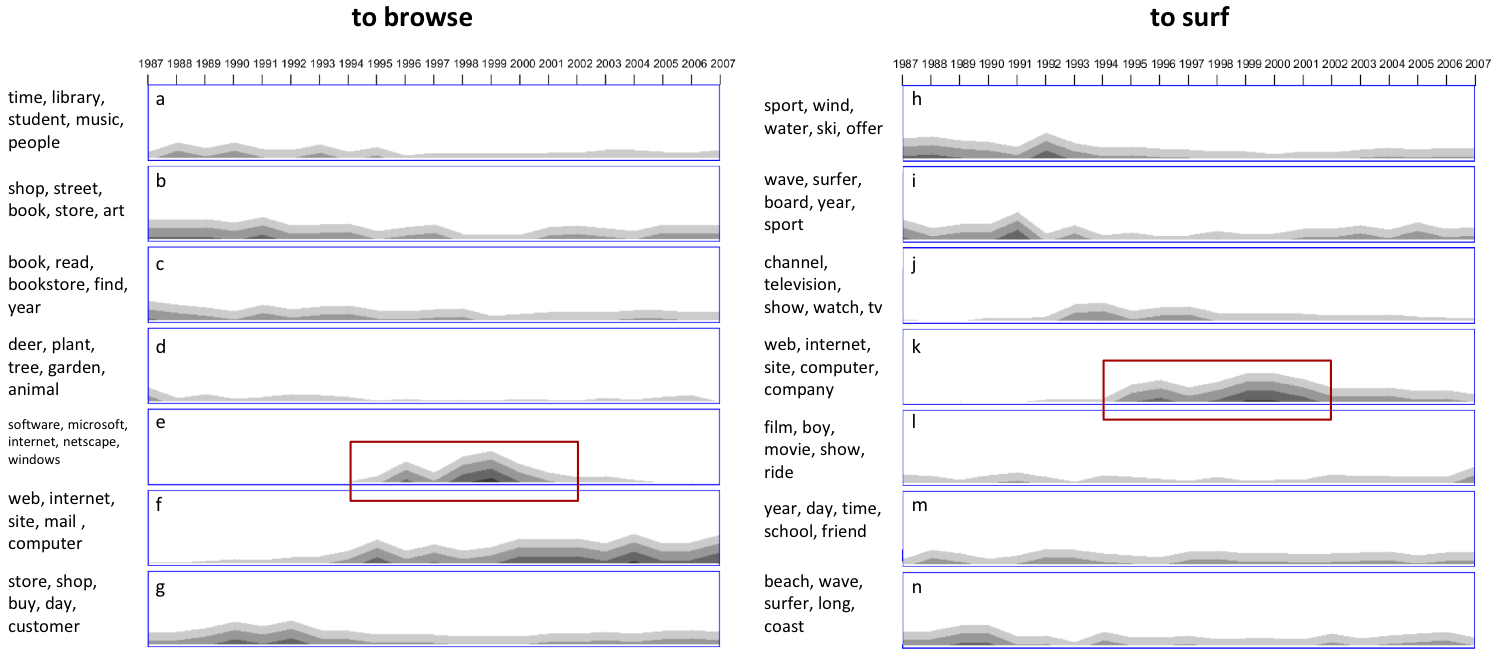 to browse
1987 1988 1989 1990 1991 1992 1993 1994 1995 1996 1997 1998 1999 2000 2001 2002 2003 2004 2005 2006 2007
time, library,
student, music,
people
a
shop, street,
book, store, art
b
book, read,
bookstore, find,
year
c
deer, plant,
tree, garden,
animal
d
software, microsoft,
internet, netscape,
windows
e
web, internet,
site, mail ,
computer
f
store, shop,
buy, day,
customer
g
to surf
1987 1988 1989 1990 1991 1992 1993 1994 1995 1996 1997 1998 1999 2000 2001 2002 2003 2004 2005 2006 2007
sport, wind,
water, ski, offer
h
wave, surfer,
board, year,
sport
i
channel,
television,
show, watch, tv
j
web, internet,
site, computer,
company
k
film, boy,
movie, show,
ride
l
year, day, time,
school, friend
m
beach, wave,
surfer, long,
coast
n